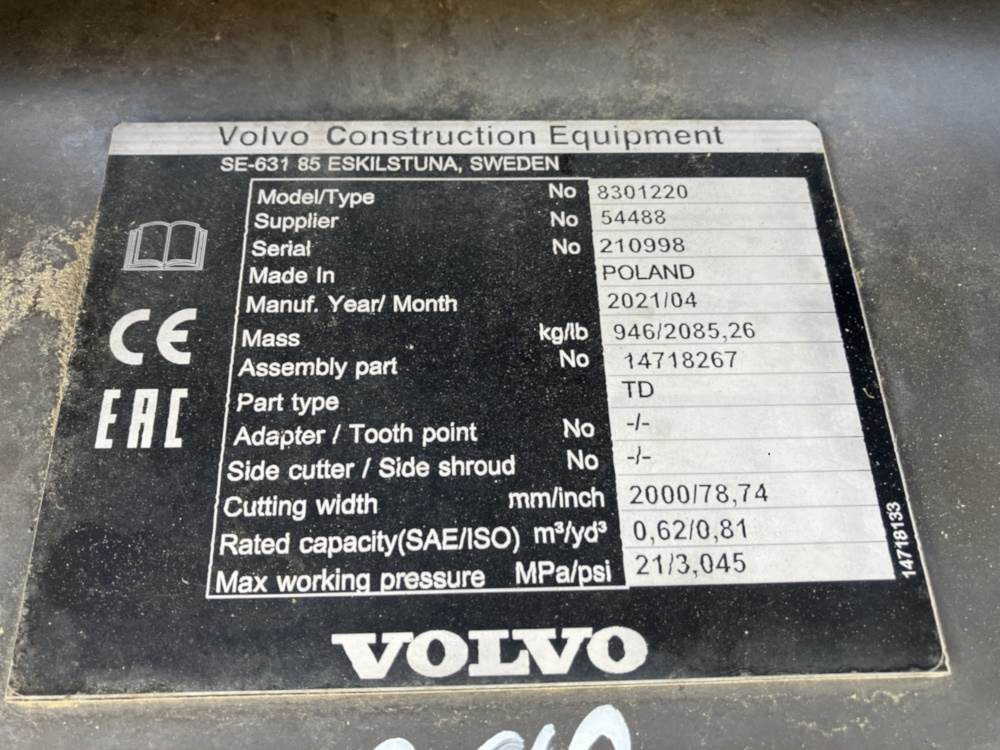 Volvo Construction Equipment
SE-631 85 ESKILSTUNA, SWEDEN
Model/Type No 8301220
Supplier No 54488
Serial No 210998
Made In POLAND
Manuf. Year/ Month 2021/04
Mass kg/lb 946/2085,26
Assembly part No 14718267
Part type TD
Adapter / Tooth point No -/-
Side cutter / Side shroud No -/-
Cutting width mm/inch 2000/78,74
Rated capacity(SAE/ISO) m³/yd³ 0,62/0,81
Max working pressure MPa/psi 21/3,045
CE
EAC
14718133
VOLVO